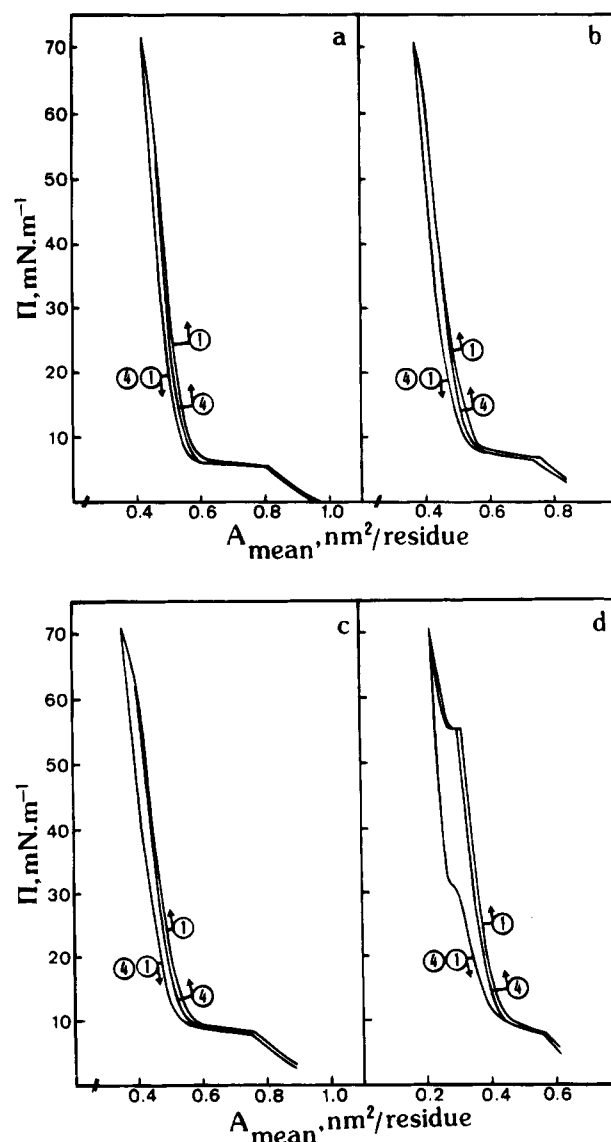 a
b
70
60
50
40
30
20
10
Π, mN.m⁻¹
① 
④ ①
④
①
④ ①
④
0.4 0.6 0.8 1.0
0.4 0.6 0.8
A_mean, nm²/residue
c
d
70
60
50
40
30
20
10
Π, mN.m⁻¹
①
④ ①
④
①
④ ①
④
0.4 0.6 0.8 1.0
0.2 0.4 0.6
A_mean, nm²/residue